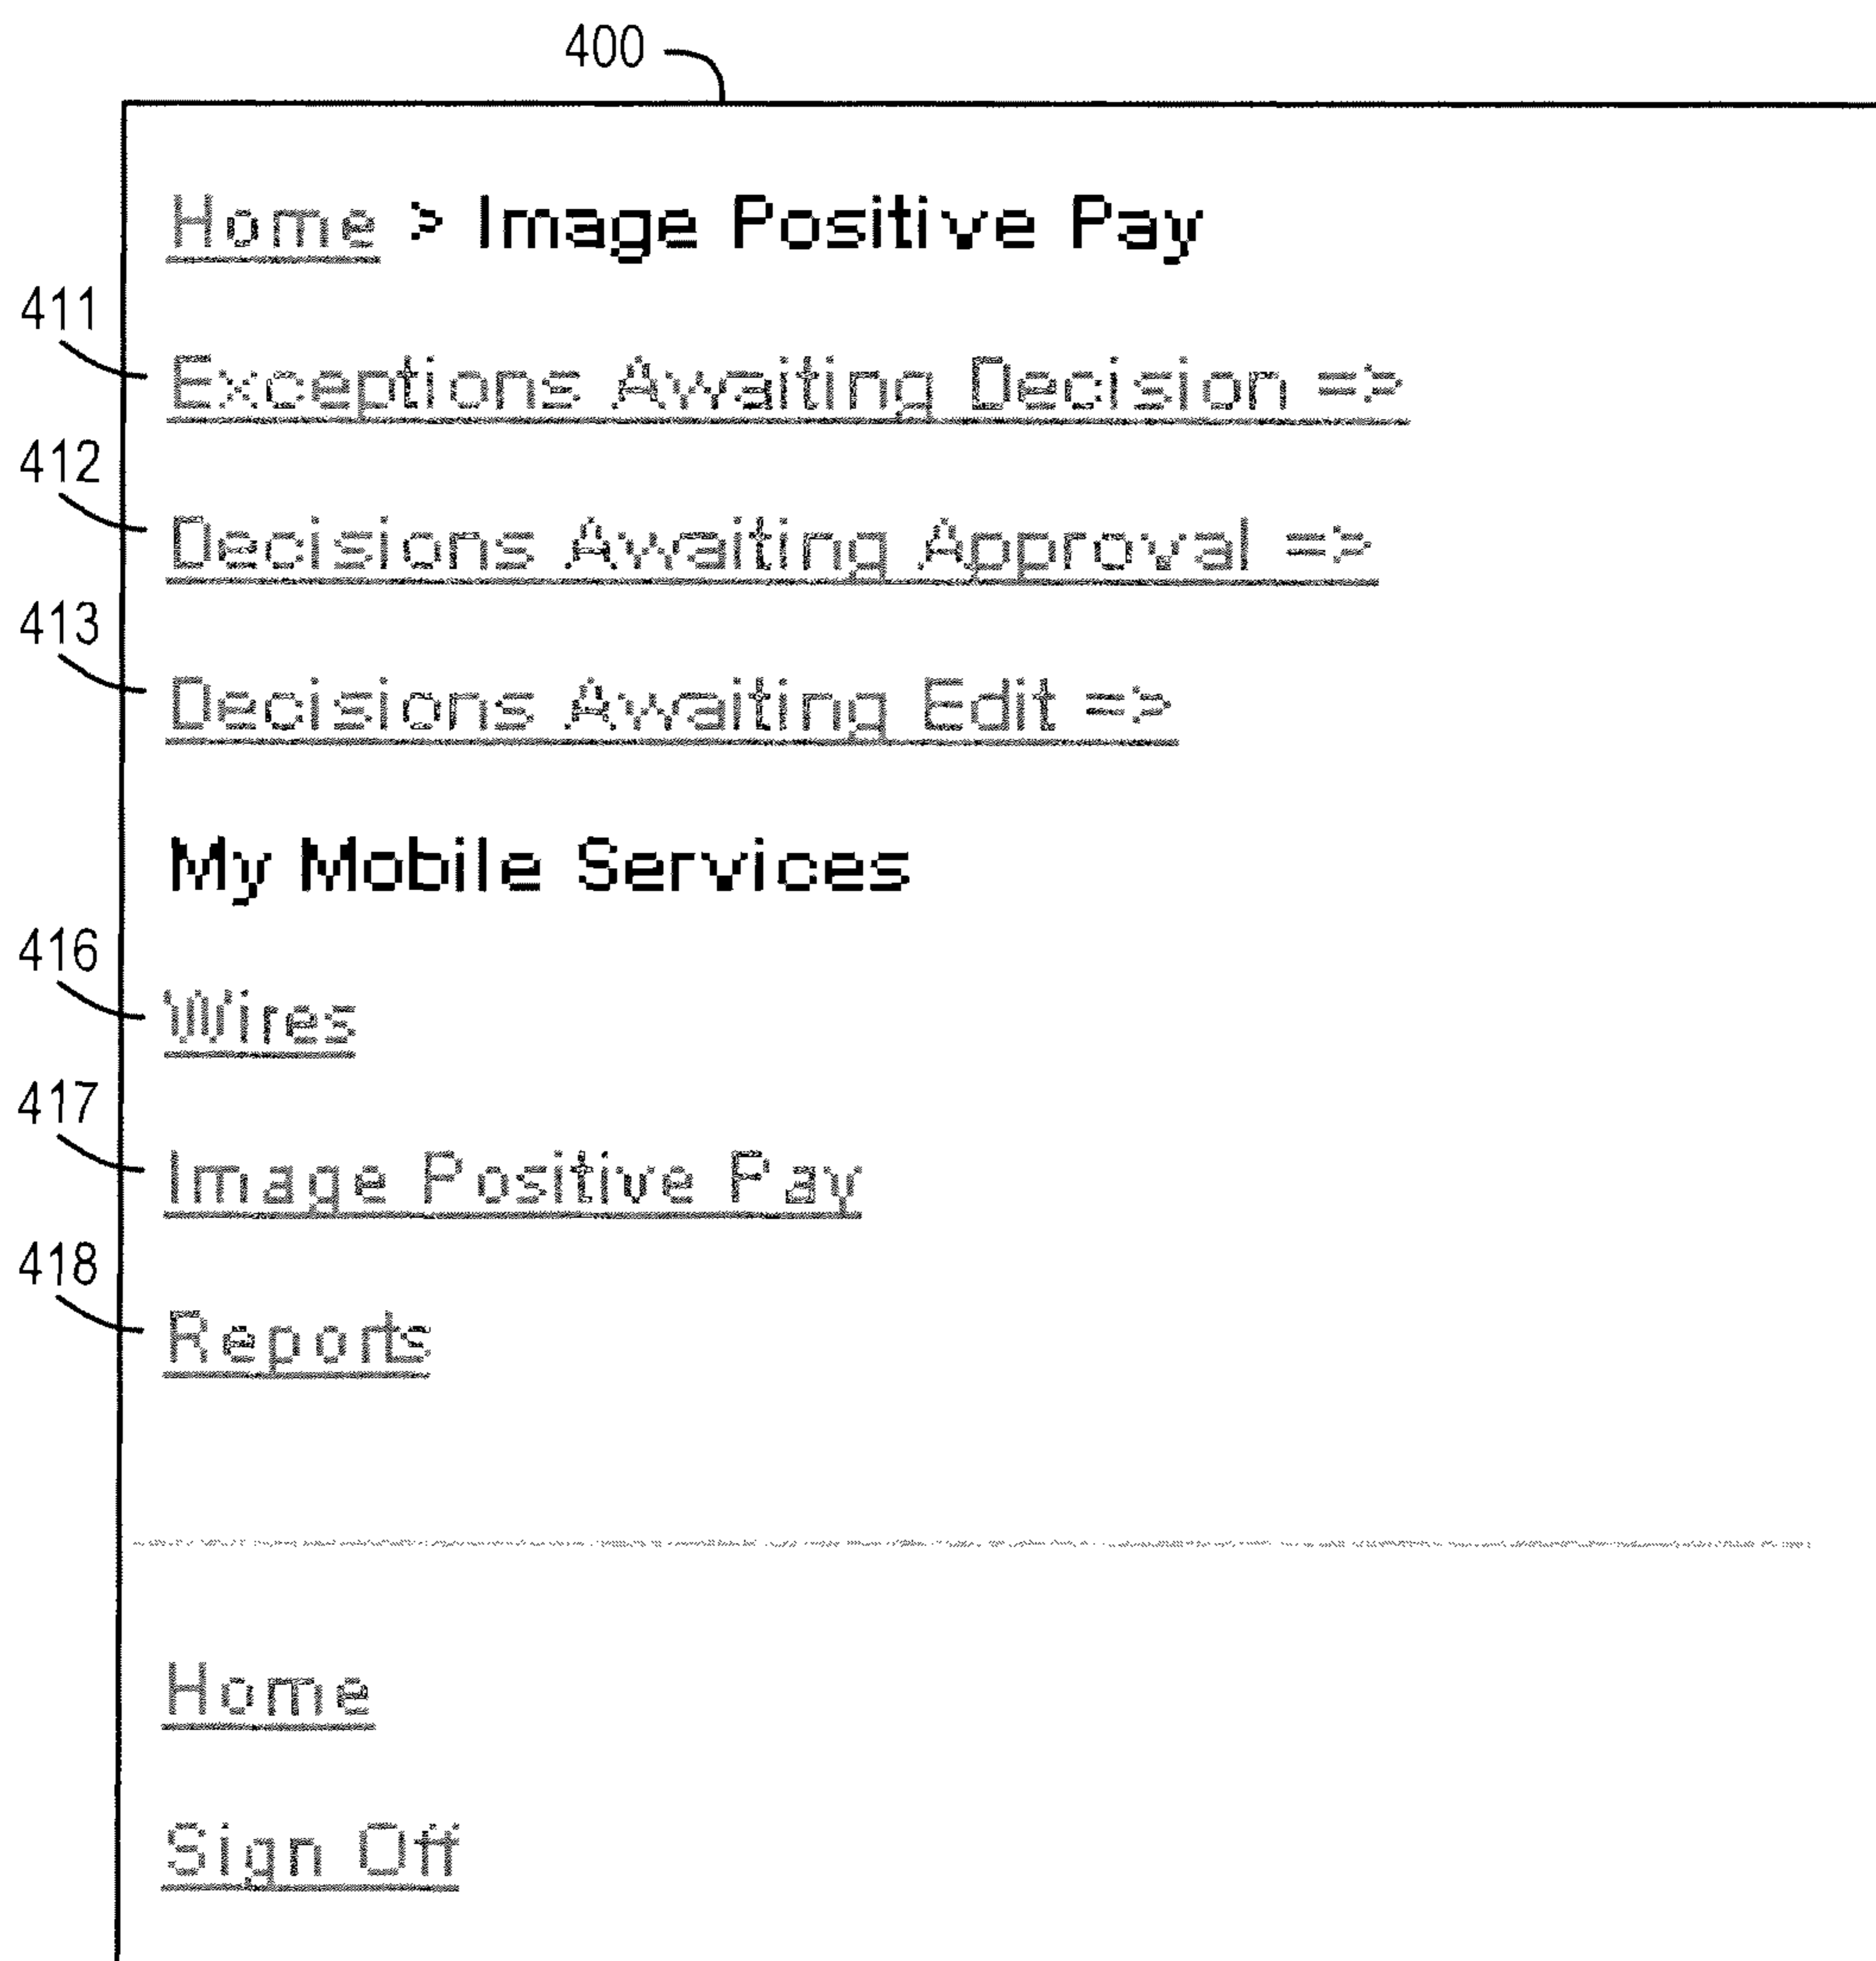 400
Home > Image Positive Pay
411
Exceptions Awaiting Decision =>
412
Decisions Awaiting Approval =>
413
Decisions Awaiting Edit =>
My Mobile Services
416
Wires
417
Image Positive Pay
418
Reports
Home
Sign Off